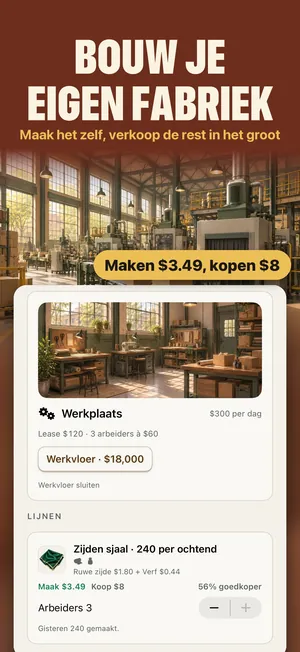 BOUW JE
EIGEN FABRIEK
Maak het zelf, verkoop de rest in het groot
Maken $3.49, kopen $8
Werkplaats
$300 per dag
Lease $120 · 3 arbeiders à $60
Werkvloer · $18,000
Werkvloer sluiten
LIJNEN
Zijden sjaal · 240 per ochtend
Ruwe zijde $1.80 + Verf $0.44
Maak $3.49 Koop $8
56% goedkoper
Arbeiders 3
Gisteren 240 gemaakt.